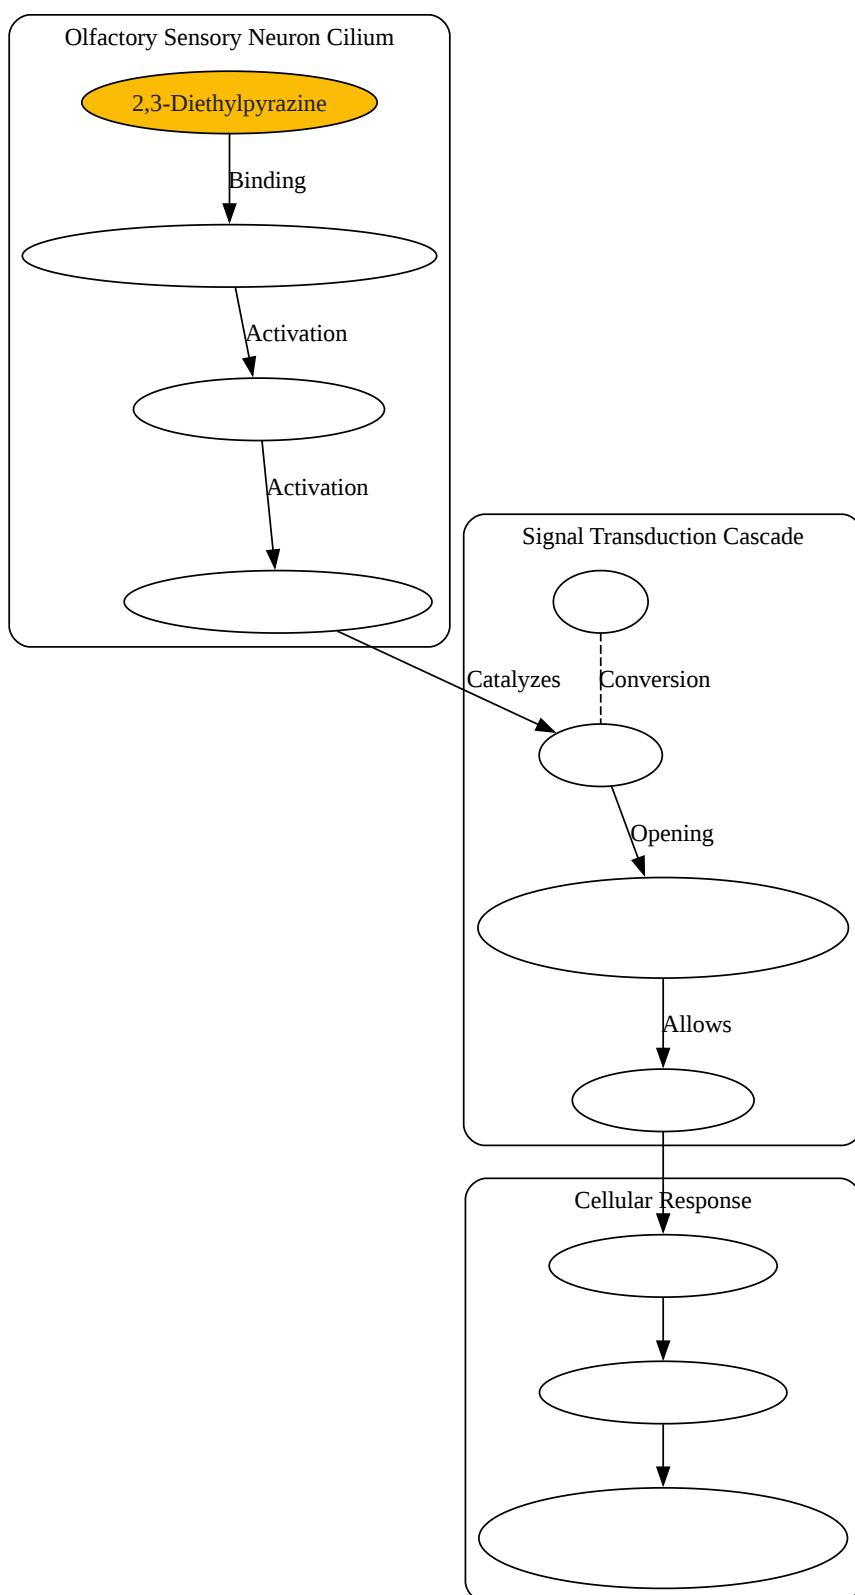 Olfactory Sensory Neuron Cilium
2,3-Diethylpyrazine
Binding
Activation
Activation
Signal Transduction Cascade
Catalyzes
Conversion
Opening
Allows
Cellular Response